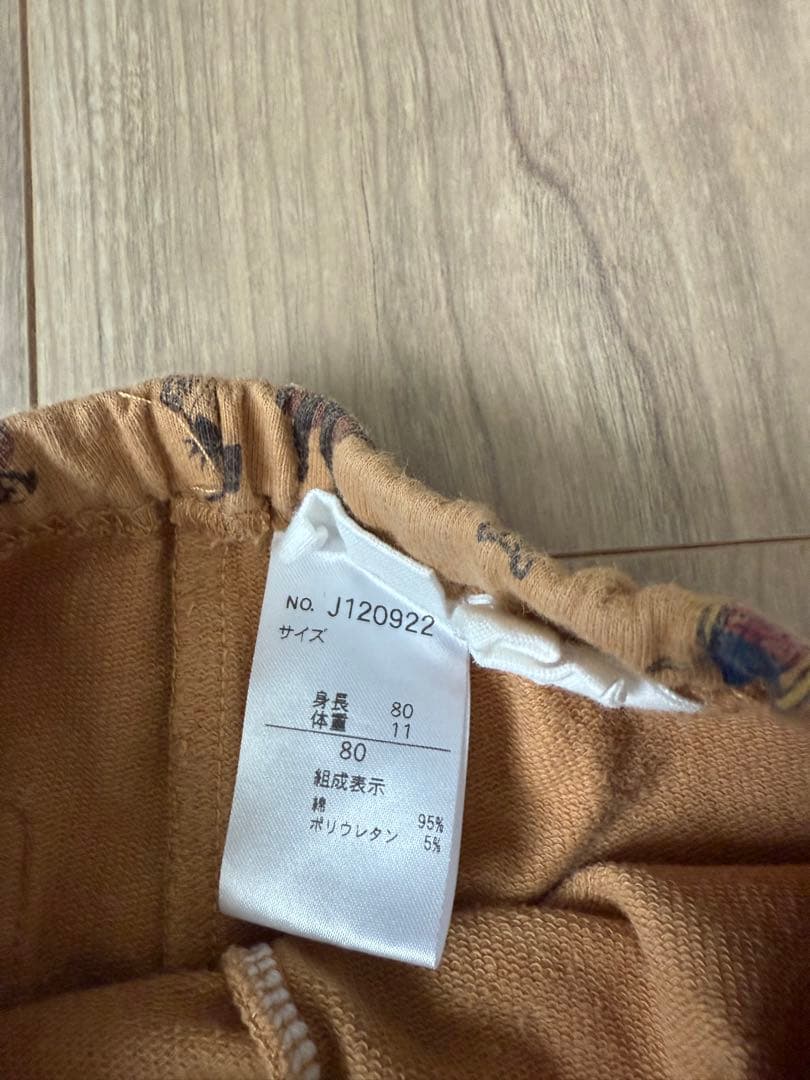 NO. J120922
サイズ
身長 80
体重 11
80
組成表示
綿 95%
ポリウレタン 5%